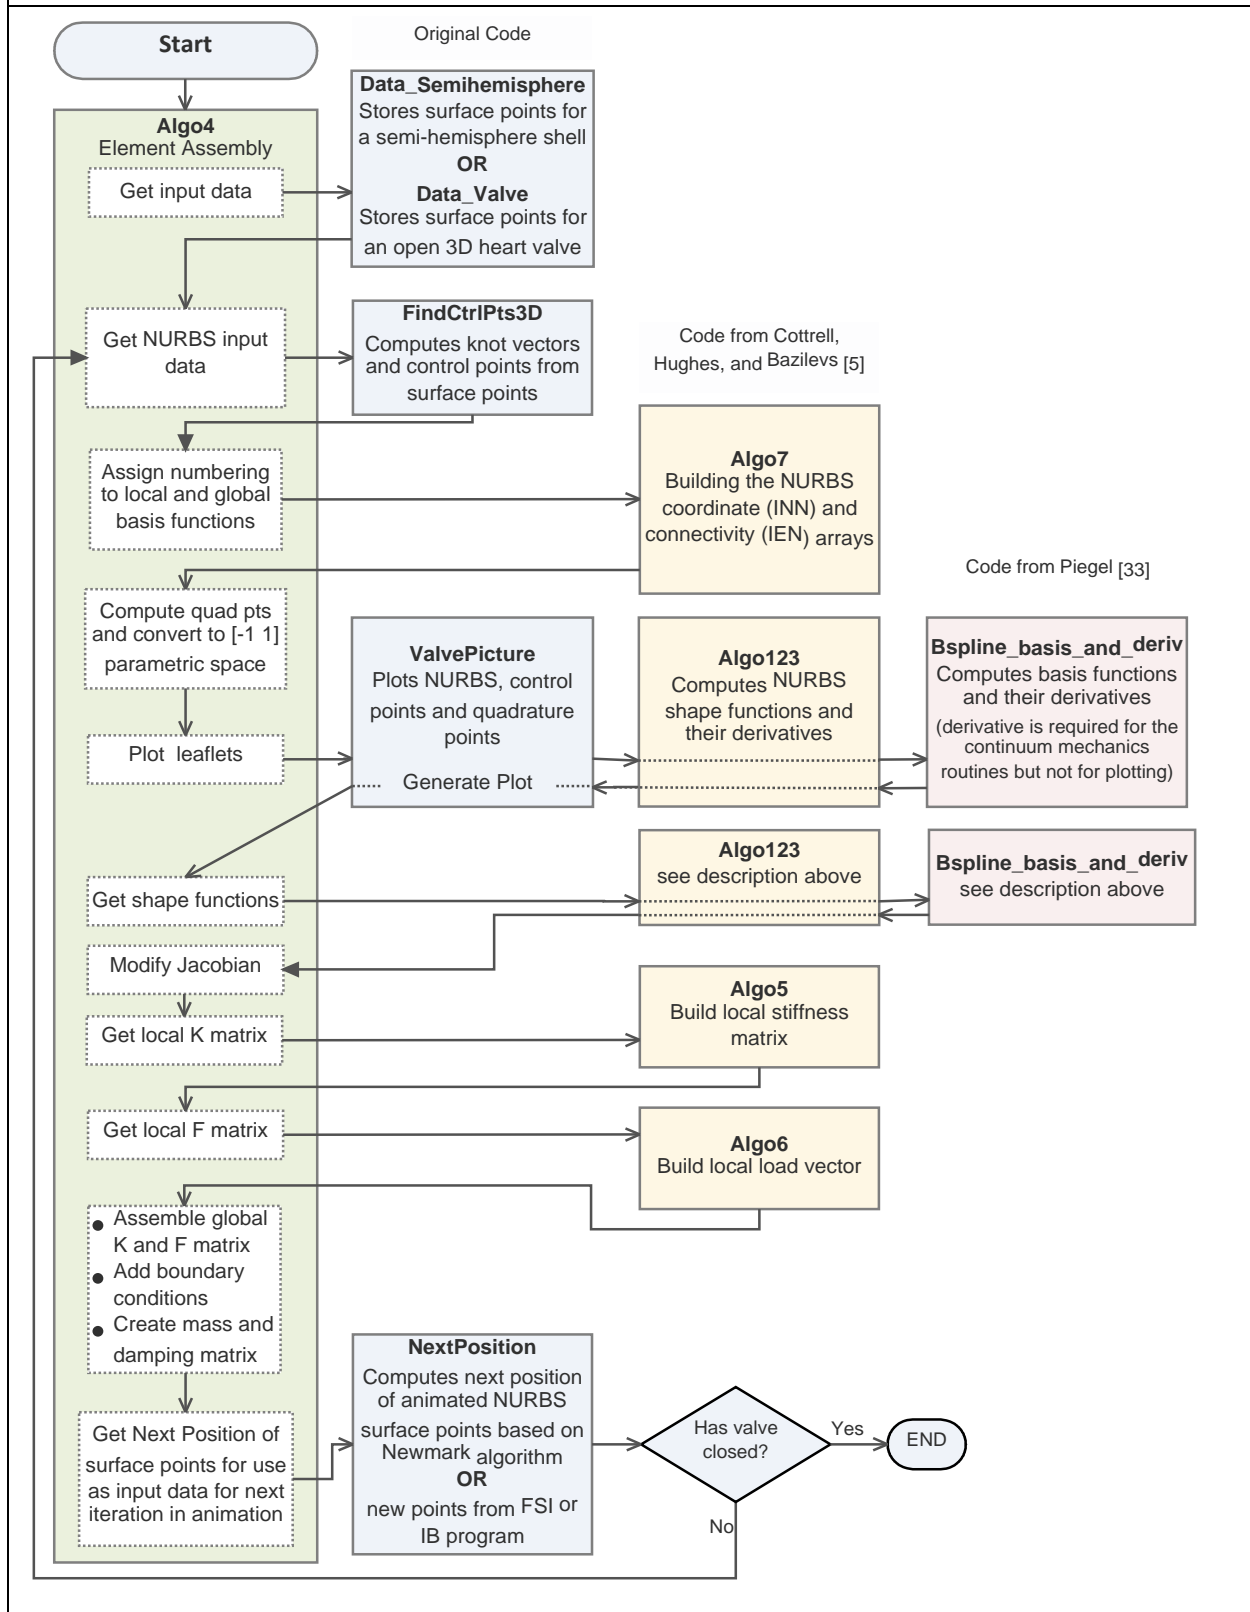 Start
Original Code
Algo4
Element Assembly
Get input data
Data_Semihemisphere
Stores surface points for
a semi-hemisphere shell
OR
Data_Valve
Stores surface points for
an open 3D heart valve
Get NURBS input
data
FindCtrlPts3D
Computes knot vectors
and control points from
surface points
Code from Cottrell,
Hughes, and Bazilevs [5]
Assign numbering
to local and global
basis functions
Algo7
Building the NURBS
coordinate (INN) and
connectivity (IEN) arrays
Code from Piegel [33]
Compute quad pts
and convert to [-1 1]
parametric space
Plot leaflets
ValvePicture
Plots NURBS, control
points and quadrature
points
Generate Plot
Algo123
Computes NURBS
shape functions and
their derivatives
Bspline_basis_and_deriv
Computes basis functions
and their derivatives
(derivative is required for the
continuum mechanics
routines but not for plotting)
Get shape functions
Algo123
see description above
Bspline_basis_and_deriv
see description above
Modify Jacobian
Get local K matrix
Algo5
Build local stiffness
matrix
Get local F matrix
Algo6
Build local load vector
● Assemble global
K and F matrix
● Add boundary
conditions
● Create mass and
damping matrix
Get Next Position of
surface points for use
as input data for next
iteration in animation
NextPosition
Computes next position
of animated NURBS
surface points based on
Newmark algorithm
OR
new points from FSI or
IB program
Has valve
closed?
Yes
END
No